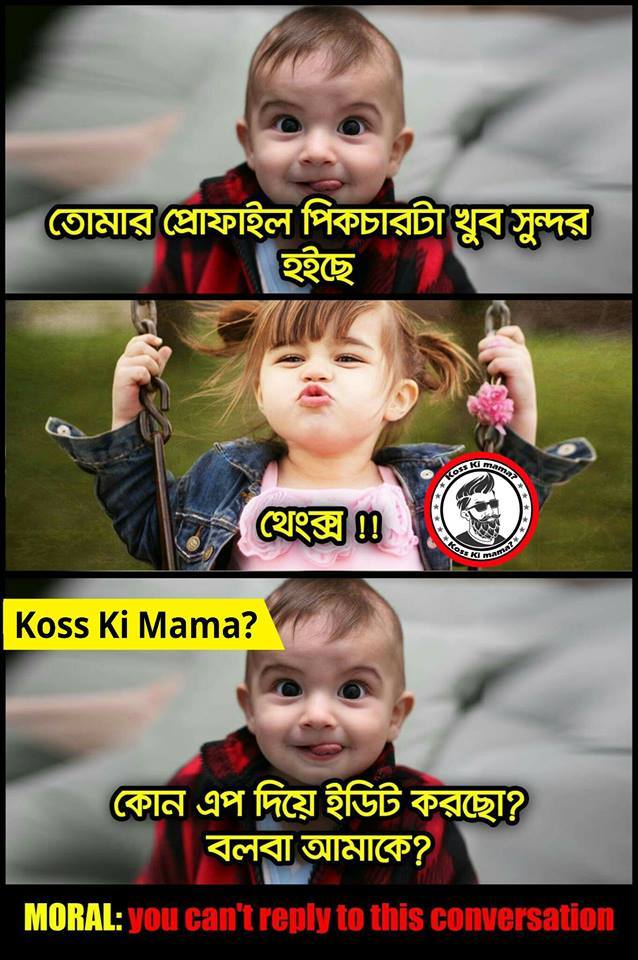 তোমার প্রোফাইল পিকচারটা খুব সুন্দর
হইছে
থেংক্স !!
Koss Ki mama?
Koss Ki mama?
Koss Ki Mama?
কোন এপ দিয়ে ইডিট করছো?
বলবা আমাকে?
MORAL: you can't reply to this conversation